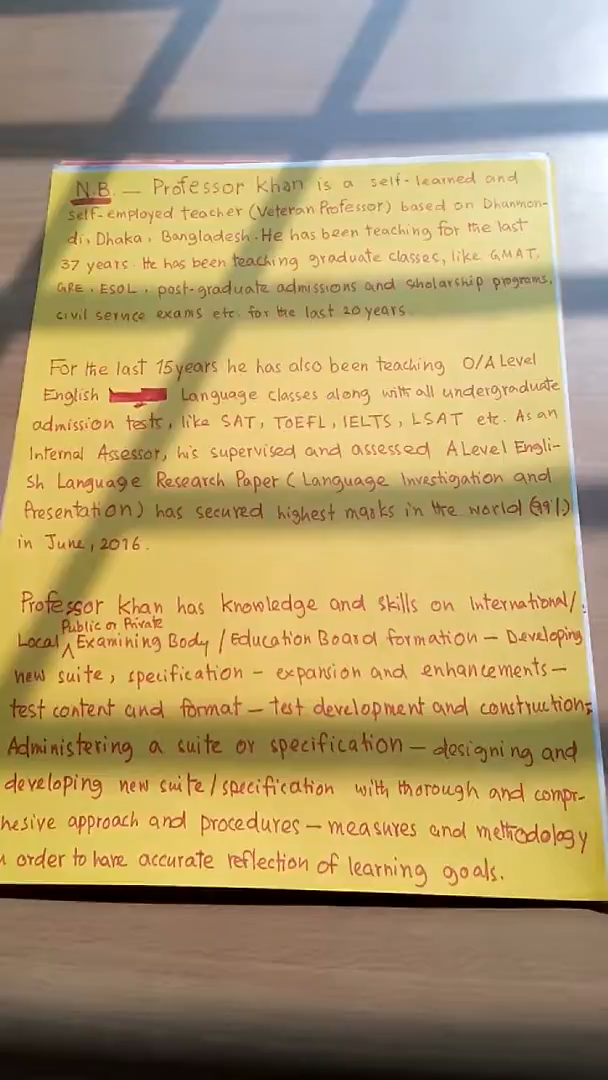 N.B. — Professor Khan is a self-learned and
self-employed teacher (Veteran Professor) based on Dhanmon-
di, Dhaka, Bangladesh. He has been teaching for the last
37 years. He has been teaching graduate classes, like GMAT,
GRE, ESOL, post-graduate admissions and scholarship programs,
civil service exams etc. for the last 20 years.
For the last 15 years he has also been teaching O/A Level
English Language classes along with all undergraduate
admission tests, like SAT, TOEFL, IELTS, LSAT etc. As an
Internal Assessor, his supervised and assessed A Level Engli-
sh Language Research Paper (Language Investigation and
Presentation) has secured highest marks in the world (99%)
in June, 2016.
Professor Khan has knowledge and skills on International/
Public or Private
Local Examining Body / Education Board formation — Developing
new suite, specification — expansion and enhancements —
test content and format — test development and construction;
Administering a suite or specification — designing and
developing new suite/specification with thorough and compr-
hesive approach and procedures — measures and methodology
order to have accurate reflection of learning goals.